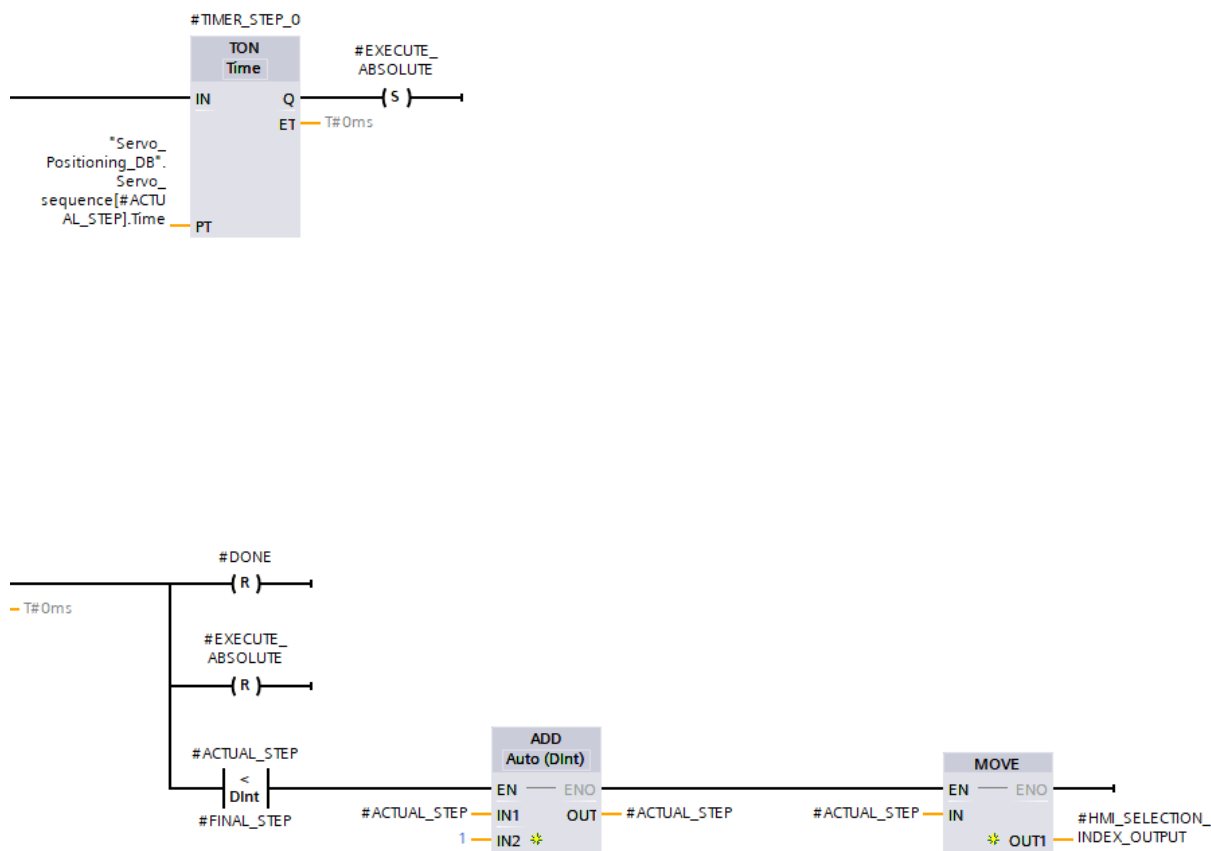 #TIMER_STEP_0
TON
Time
#EXECUTE_
ABSOLUTE
IN
Q
S
ET
T#0ms
"Servo_
Positioning_DB".
Servo_
sequence[#ACTU
AL_STEP].Time
PT
#DONE
R
T#0ms
#EXECUTE_
ABSOLUTE
R
#ACTUAL_STEP
<
DInt
#FINAL_STEP
ADD
Auto (DInt)
EN
ENO
#ACTUAL_STEP
IN1
OUT
#ACTUAL_STEP
1
IN2
MOVE
EN
ENO
#ACTUAL_STEP
IN
OUT1
#HMI_SELECTION_
INDEX_OUTPUT